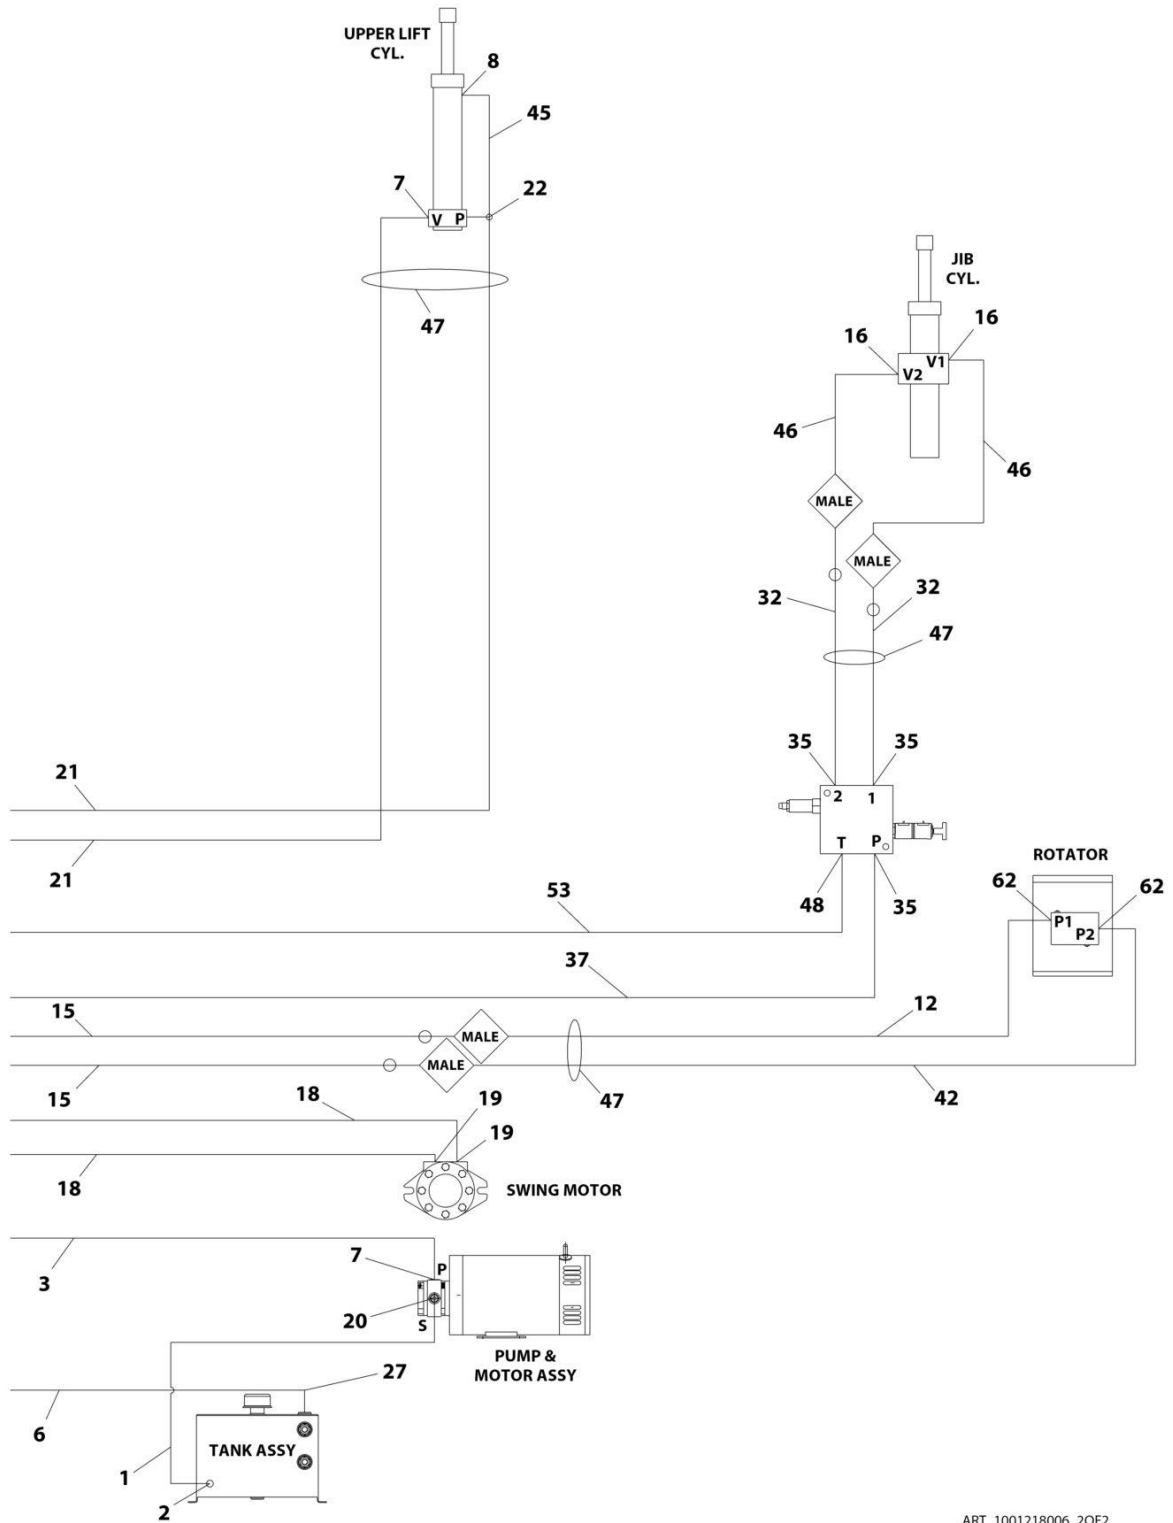 UPPER LIFT
CYL.
8
45
7
22
V P
47
JIB
CYL.
16
16
V1
V2
46
46
MALE
MALE
32
32
47
35
35
21
2
1
T
P
21
48
35
53
ROTATOR
62
62
P1
P2
37
15
12
MALE
MALE
15
47
42
18
19
19
18
SWING MOTOR
3
7
P
20
S
PUMP &
MOTOR ASSY
27
6
TANK ASSY
1
2
ART_1001218006_2OF2